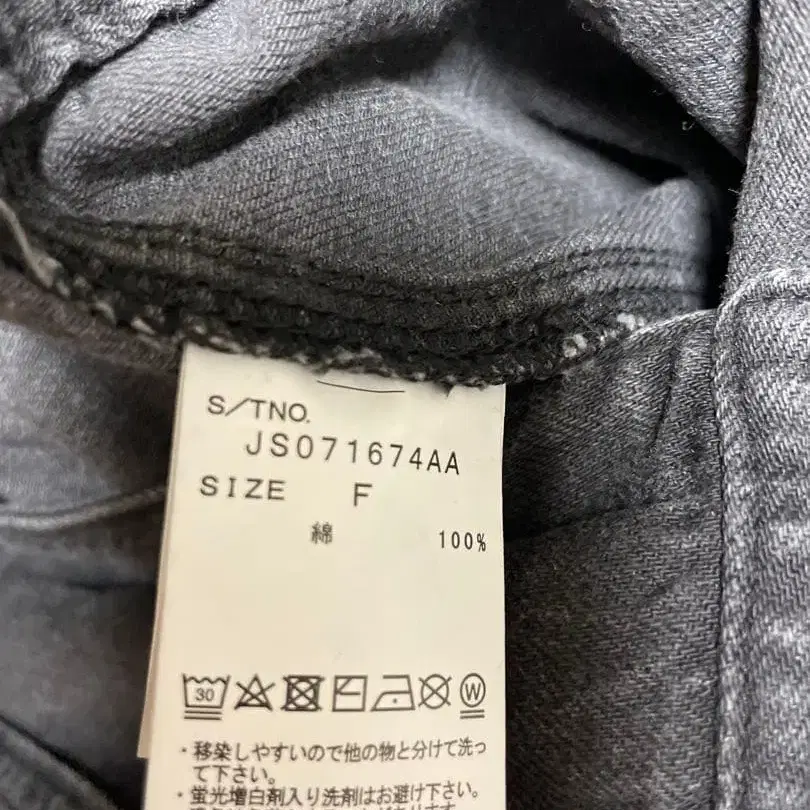 S/TNO.
JS071674AA
SIZE F
綿 100%
30 W
・移染しやすいので他の物と分けて洗っ
て下さい。
・蛍光増白剤入り洗剤はお避け下さい。